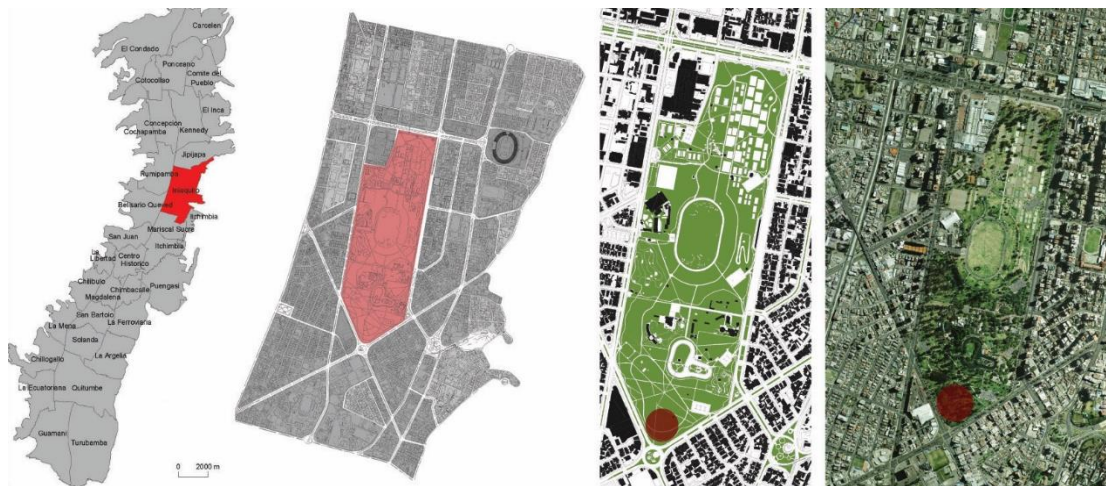 Carcelen
El Condado
Ponceano
Comite del
Pueblo
Cotocollao
El Inca
Concepción
Cochapamba
Kennedy
Jipijapa
Rumipamba
Iñaquito
Belisario Queved
Itchimbia
Mariscal Sucre
San Juan
Itchimbia
La
Libertad
Centro
Historico
Chilibulo
Puengasi
Chimbacalle
Magdalena
San Bartolo
La Ferroviaria
La Mena
Solanda
La Argelia
Chillogallo
La Ecuatoriana
Quitumbe
Guamani
Turubamba
0 2000 m